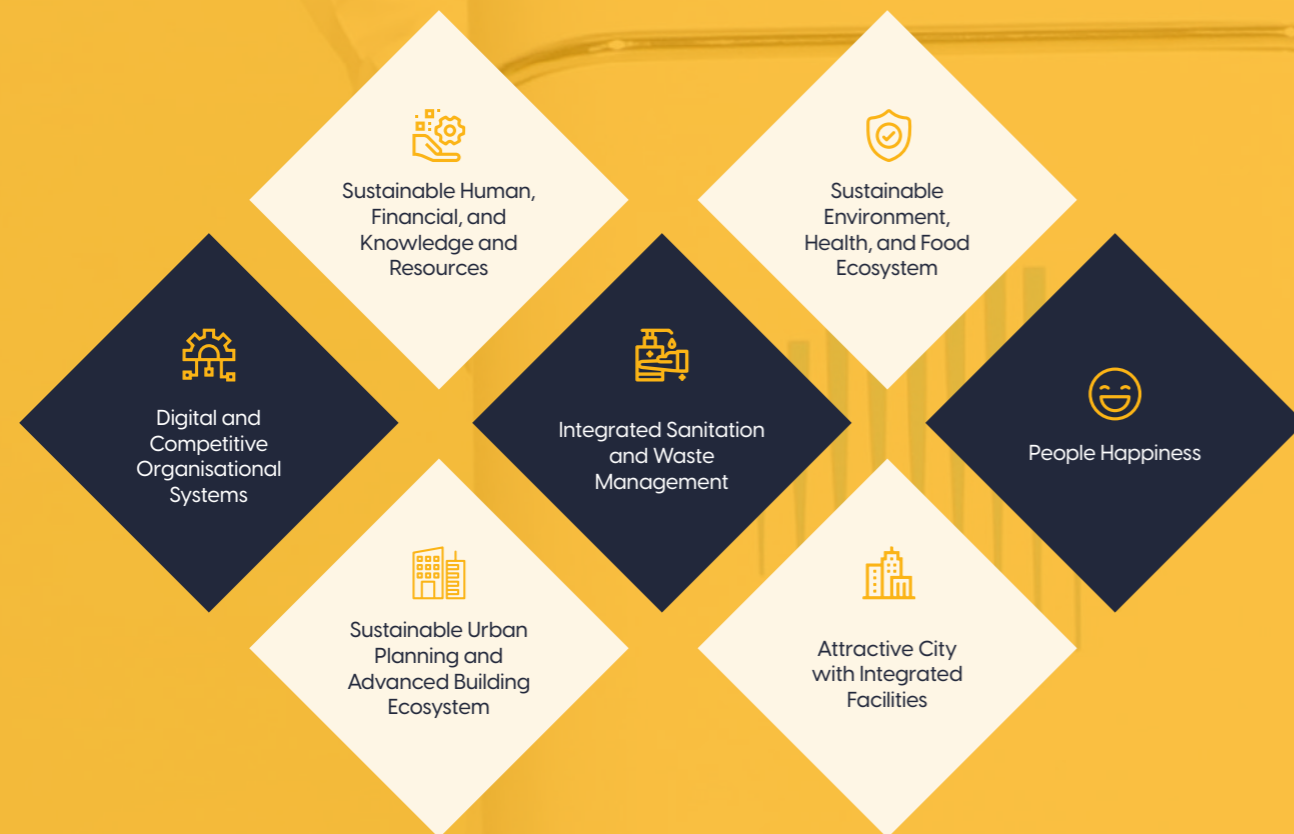 Sustainable Human,
Financial, and
Knowledge and
Resources
Sustainable
Environment,
Health, and Food
Ecosystem
Digital and
Competitive
Organisational
Systems
Integrated Sanitation
and Waste
Management
People Happiness
Sustainable Urban
Planning and
Advanced Building
Ecosystem
Attractive City
with Integrated
Facilities